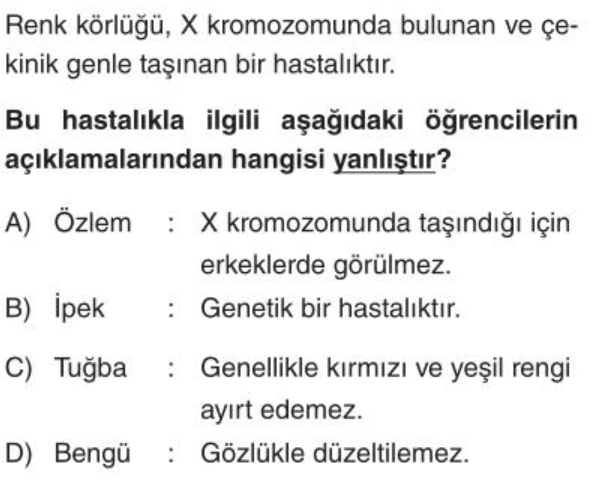 Renk körlüğü, X kromozomunda bulunan ve çe-
kinik genle taşınan bir hastalıktır.
Bu hastalıkla ilgili aşağıdaki öğrencilerin
açıklamalarından hangisi yanlıştır?
A) Özlem : X kromozomunda taşındığı için
erkeklerde görülmez.
B) İpek : Genetik bir hastalıktır.
C) Tuğba : Genellikle kırmızı ve yeşil rengi
ayırt edemez.
D) Bengü : Gözlükle düzeltilemez.